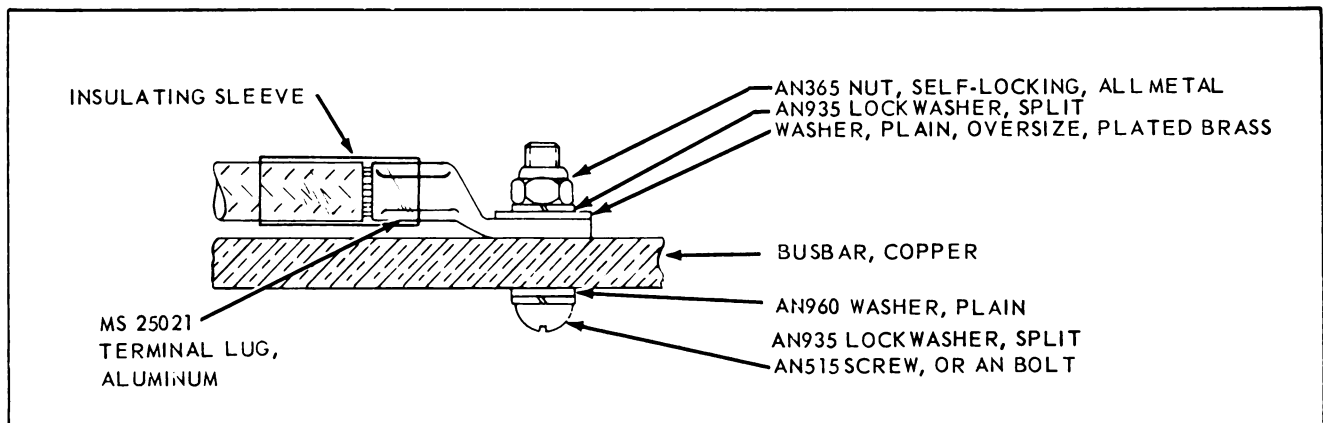 INSULATING SLEEVE
AN365 NUT, SELF-LOCKING, ALL METAL
AN935 LOCKWASHER, SPLIT
WASHER, PLAIN, OVERSIZE, PLATED BRASS
BUSBAR, COPPER
AN960 WASHER, PLAIN
AN935 LOCKWASHER, SPLIT
AN515 SCREW, OR AN BOLT
MS 25021
TERMINAL LUG,
ALUMINUM